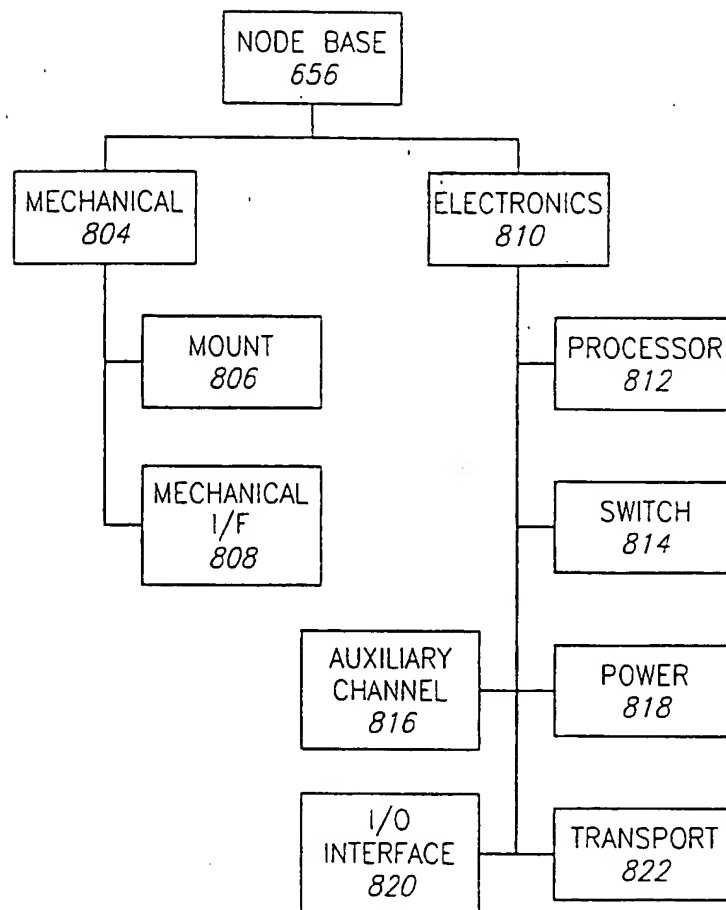 NODE BASE
656
MECHANICAL
804
ELECTRONICS
810
MOUNT
806
PROCESSOR
812
MECHANICAL
I/F
808
SWITCH
814
AUXILIARY
CHANNEL
816
POWER
818
I/O
INTERFACE
820
TRANSPORT
822